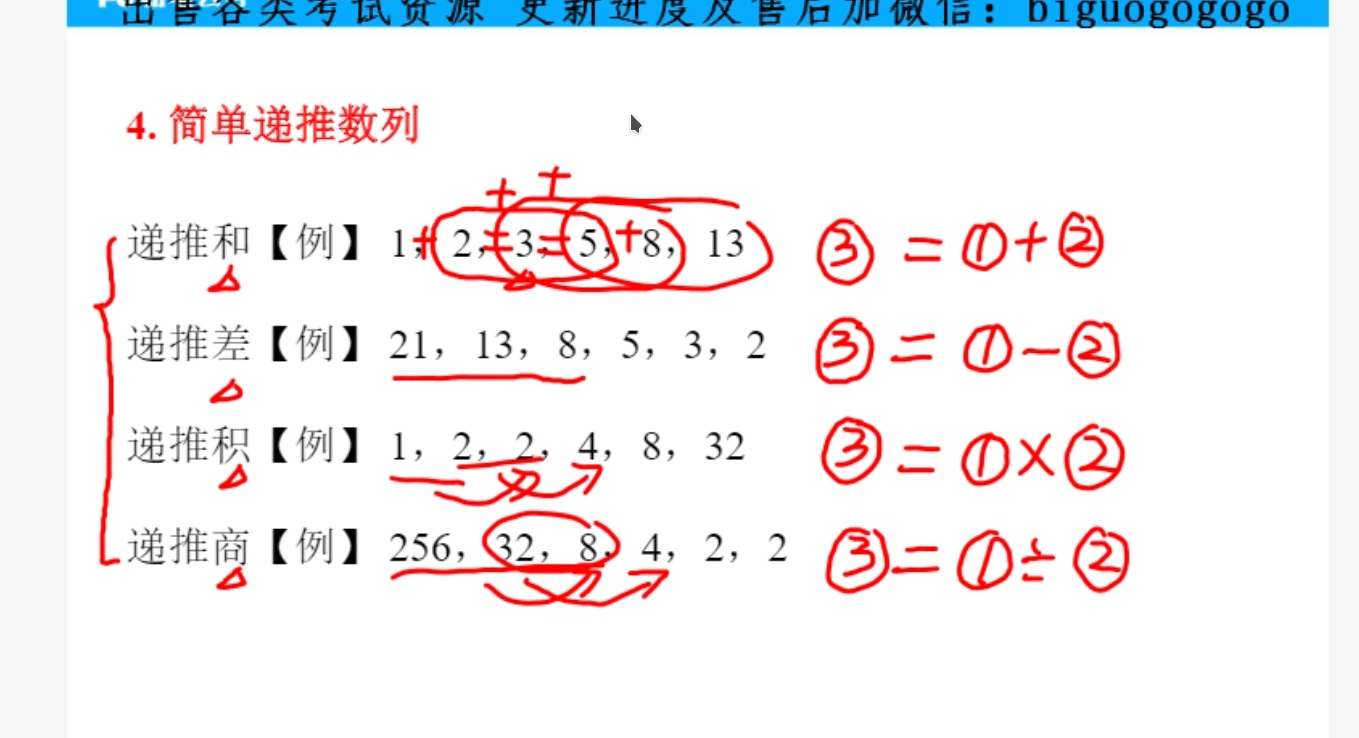 出售各类考试资源 更新进度及售后加微信：biguogogogo
4. 简单递推数列
+ +
递推和【例】1，2，3，5，8，13 ③ = ① + ②
递推差【例】21，13，8，5，3，2 ③ = ① − ②
递推积【例】1，2，2，4，8，32 ③ = ① × ②
递推商【例】256，32，8，4，2，2 ③ = ① ÷ ②